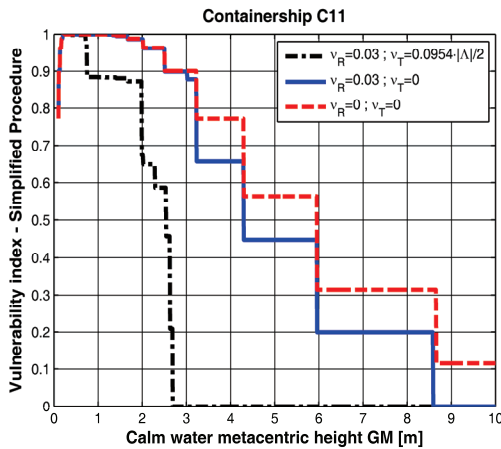 Containership C11
Vulnerability index - Simplified Procedure
1
0.9
0.8
0.7
0.6
0.5
0.4
0.3
0.2
0.1
0
ν_R=0.03 ; ν_T=0.0954·|Λ|/2
ν_R=0.03 ; ν_T=0
ν_R=0 ; ν_T=0
0 1 2 3 4 5 6 7 8 9 10
Calm water metacentric height GM [m]